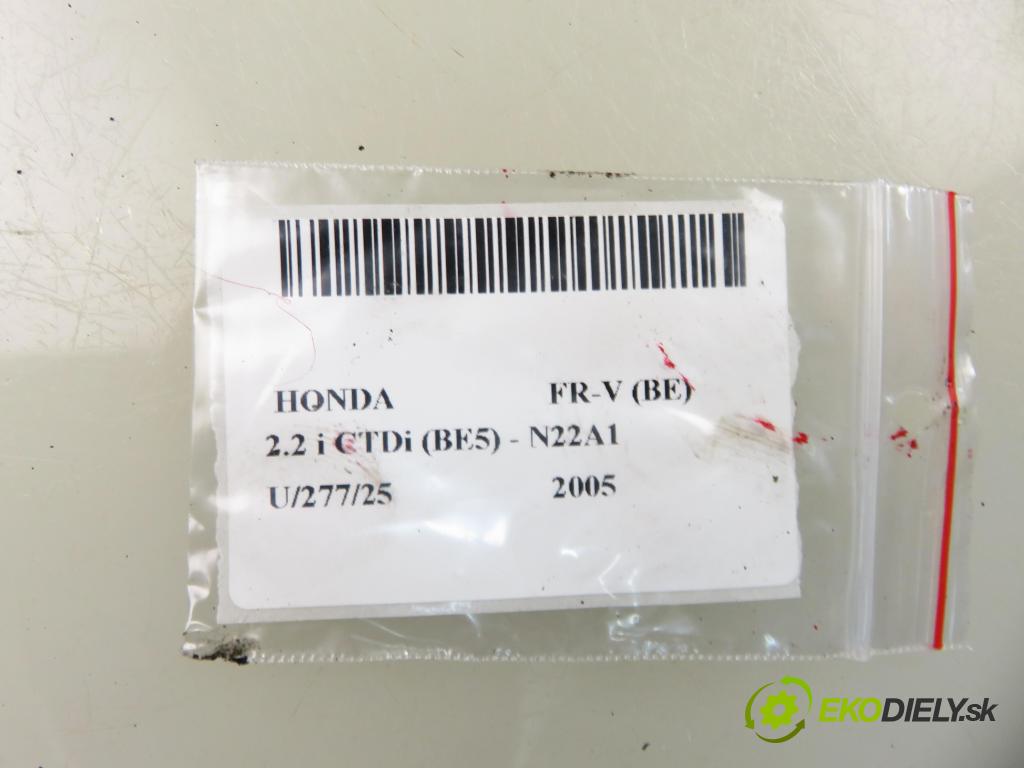 HONDA FR-V (BE)
2.2 i CTDi (BE5) - N22A1
U/277/25 2005
EKODIELY.sk